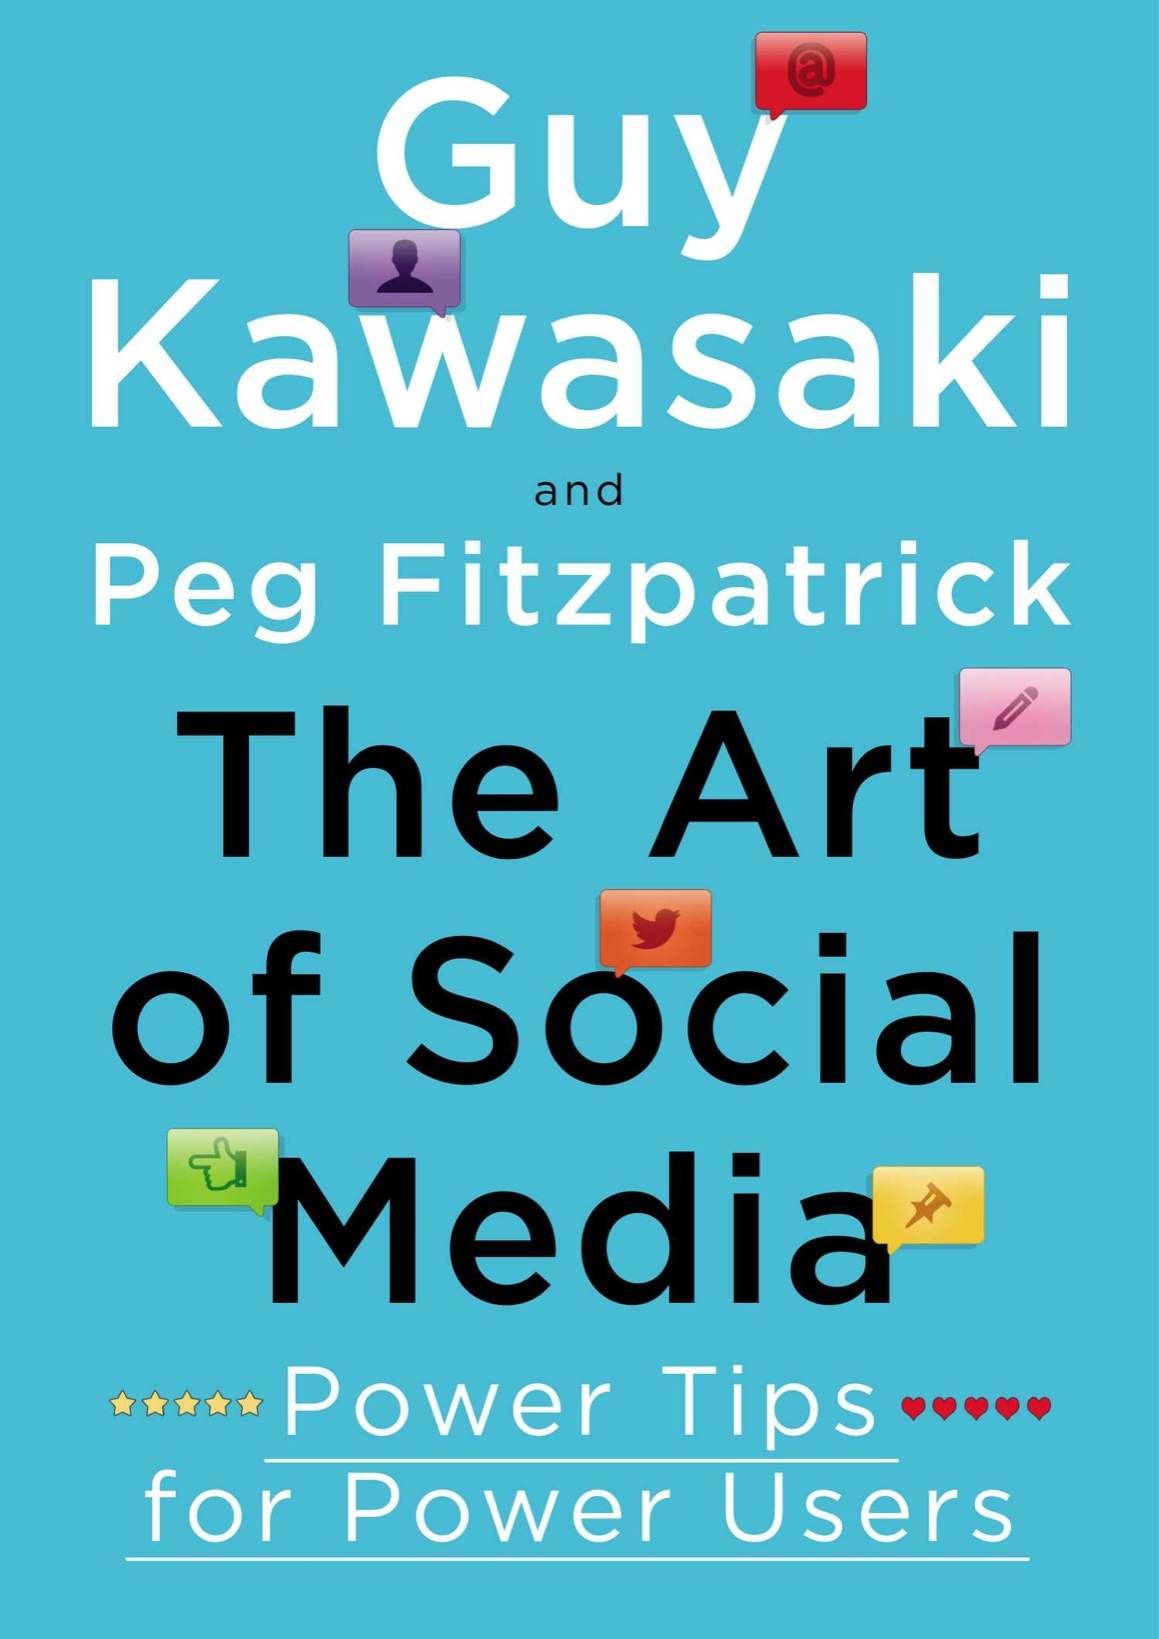 Guy
Kawasaki
and
Peg Fitzpatrick
The Art
of Social
Media
Power Tips
for Power Users